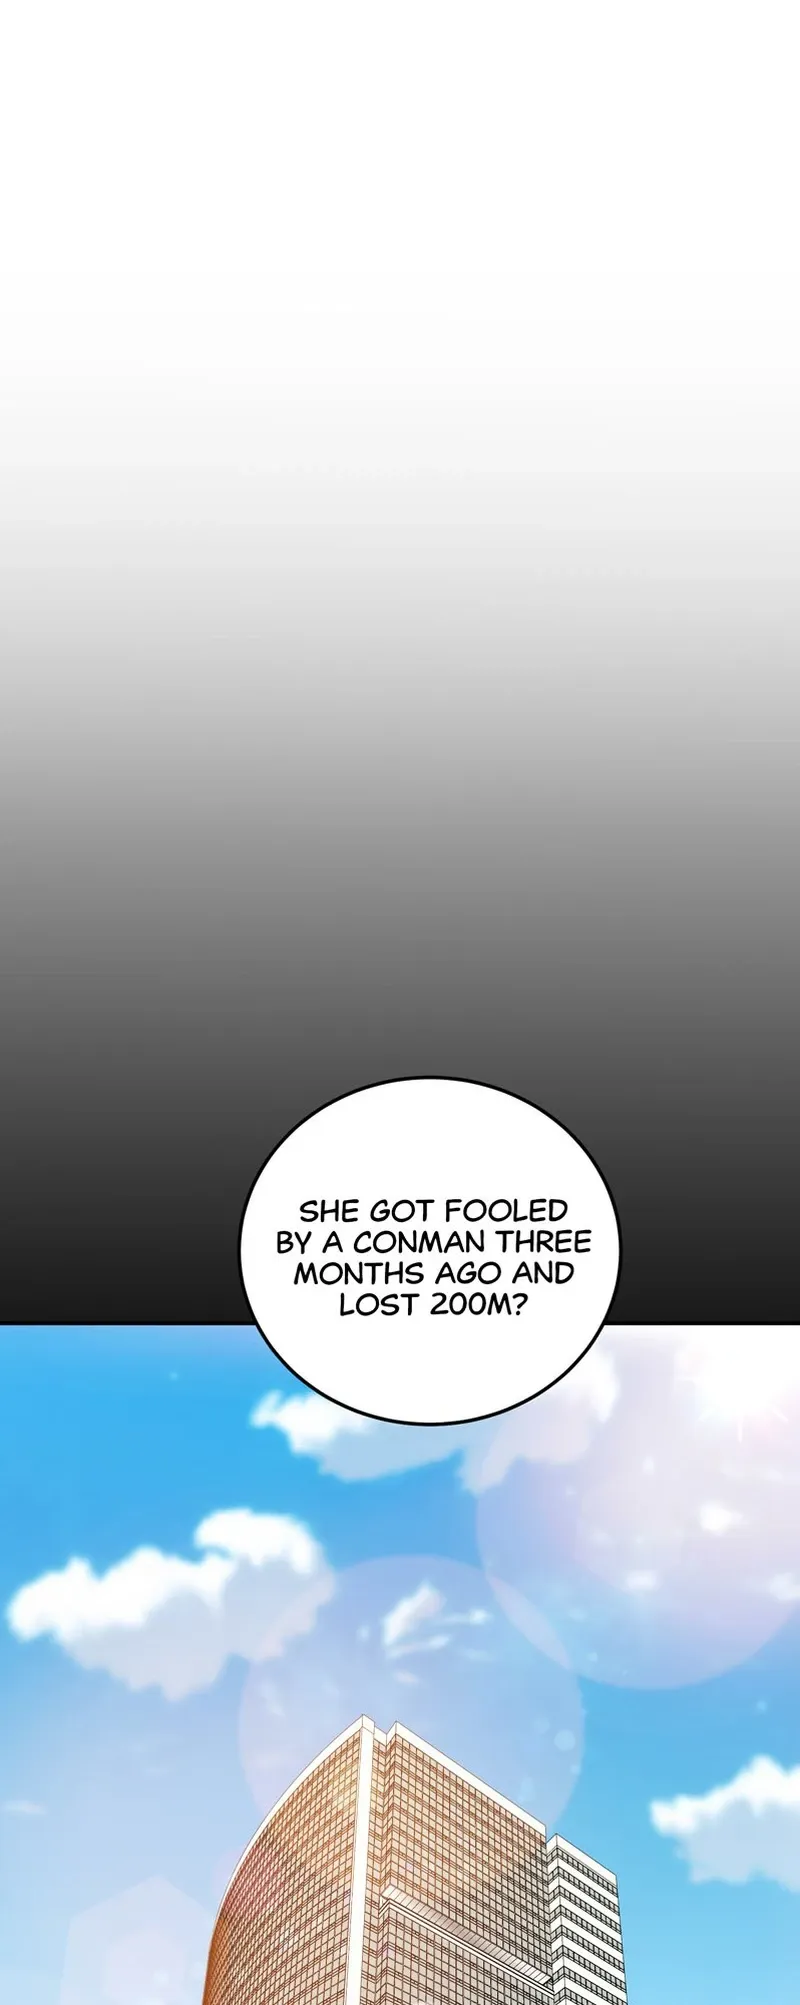 SHE GOT FOOLED
BY A CONMAN THREE
MONTHS AGO AND
LOST 200M?